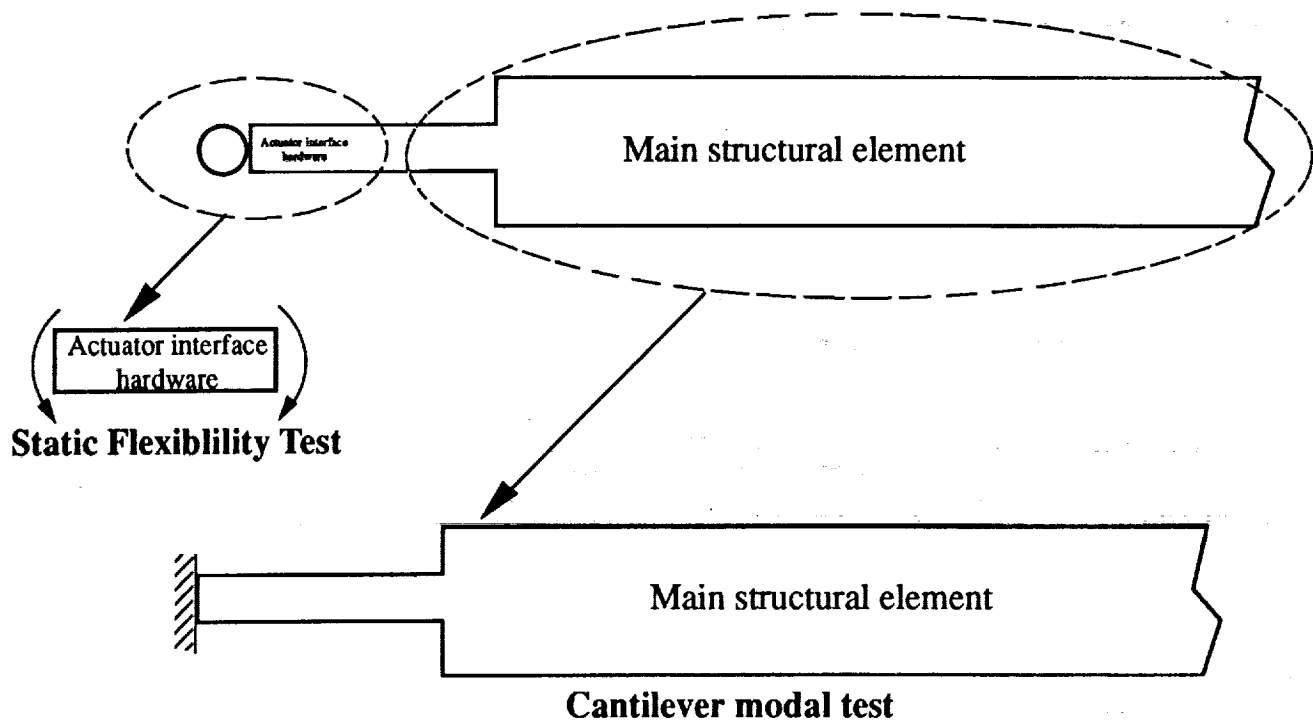 Main structural element
Actuator interface
hardware
Actuator interface
hardware
Static Flexiblility Test
Main structural element
Cantilever modal test